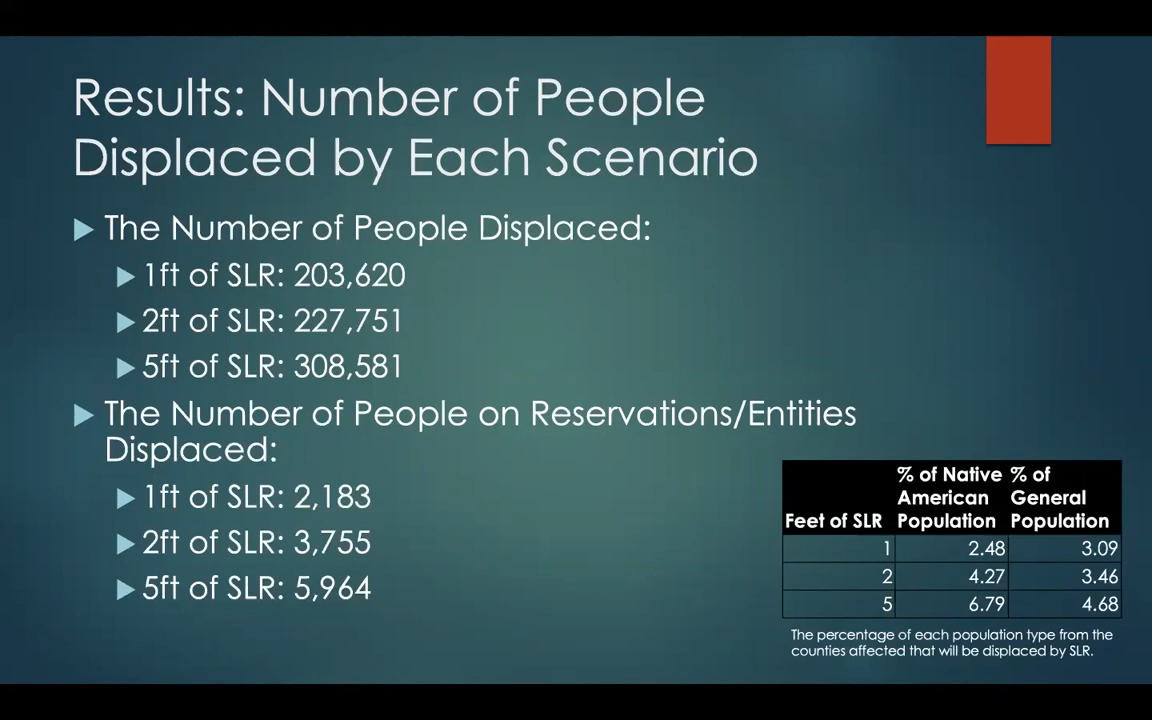 Results: Number of People
Displaced by Each Scenario
The Number of People Displaced:
1ft of SLR: 203,620
2ft of SLR: 227,751
5ft of SLR: 308,581
The Number of People on Reservations/Entities
Displaced:
1ft of SLR: 2,183
2ft of SLR: 3,755
5ft of SLR: 5,964
% of Native % of
American General
Feet of SLR Population Population
1 2.48 3.09
2 4.27 3.46
5 6.79 4.68
The percentage of each population type from the
counties affected that will be displaced by SLR.